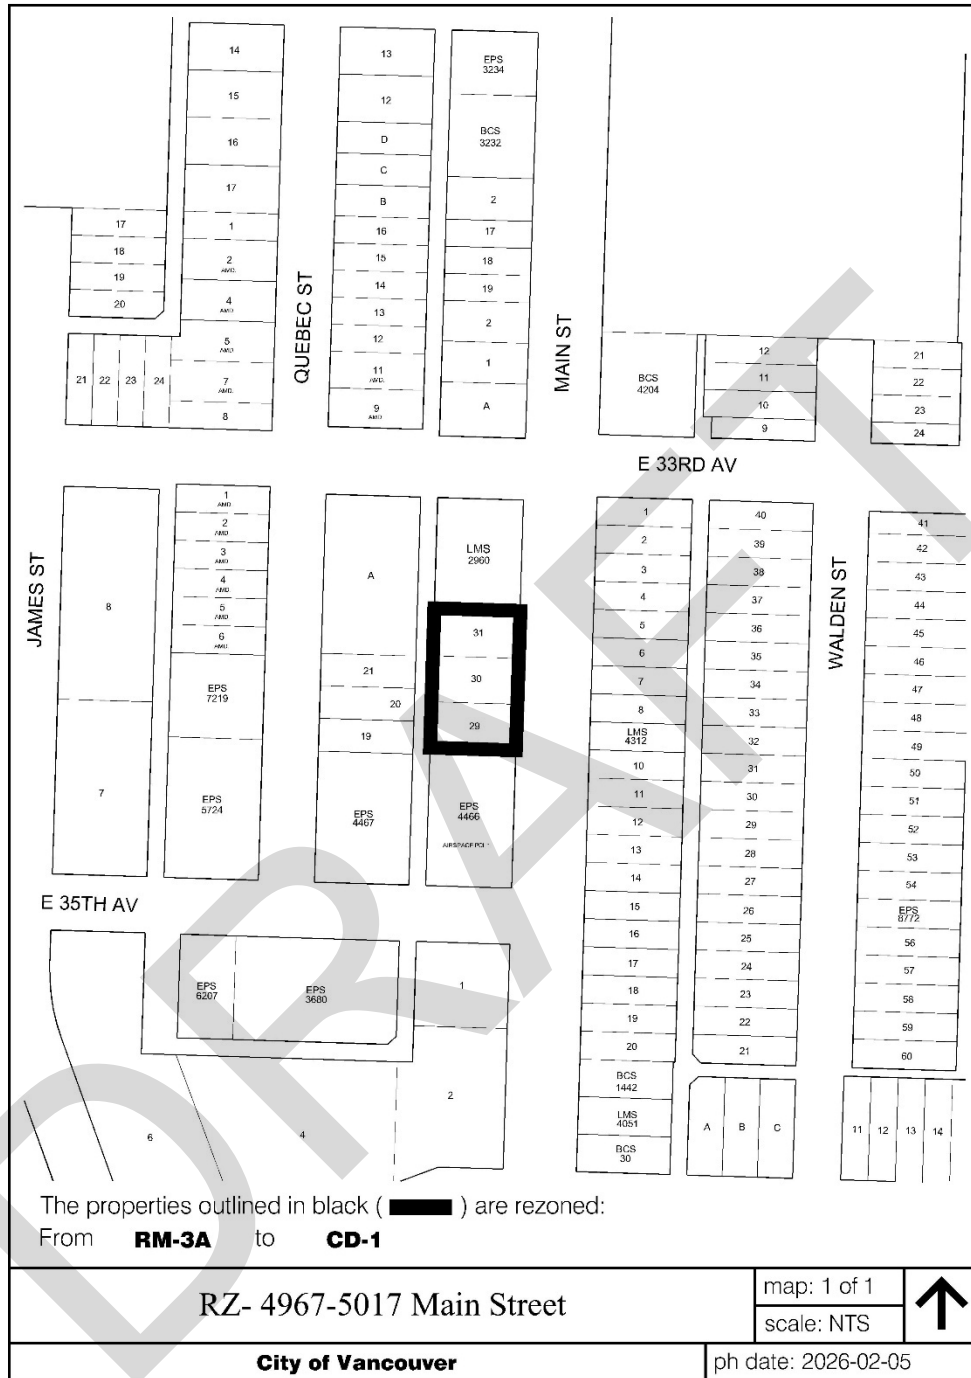 14
15
16
17
1
2
AMD.
4
AMD.
5
AMD.
7
AMD.
8
17
18
19
20
21 22 23 24
QUEBEC ST
13
12
D
C
B
16
15
14
13
12
11
AMD.
9
AMD
EPS
3234
BCS
3232
2
17
18
19
2
1
A
MAIN ST
BCS
4204
12
11
10
9
21
22
23
24
E 33RD AV
JAMES ST
8
7
1
AMD
2
AMD.
3
AMD.
4
AMD.
5
AMD.
6
AMD.
EPS
7219
EPS
5724
A
21
20
19
EPS
4467
LMS
2960
31
30
29
EPS
4466
1
2
3
4
5
6
7
8
LMS
4312
10
11
12
13
14
15
16
17
18
19
20
BCS
1442
LMS
4051
BCS
30
40
39
38
37
36
35
34
33
32
31
30
29
28
27
26
25
24
23
22
21
A B C
WALDEN ST
41
42
43
44
45
46
47
48
49
50
51
52
53
54
EPS
8772
56
57
58
59
60
11 12 13 14
E 35TH AV
EPS
6207
EPS
3680
1
2
6
4
DRAFT
The properties outlined in black ( ) are rezoned:
From RM-3A to CD-1
RZ- 4967-5017 Main Street
map: 1 of 1
scale: NTS
City of Vancouver
ph date: 2026-02-05